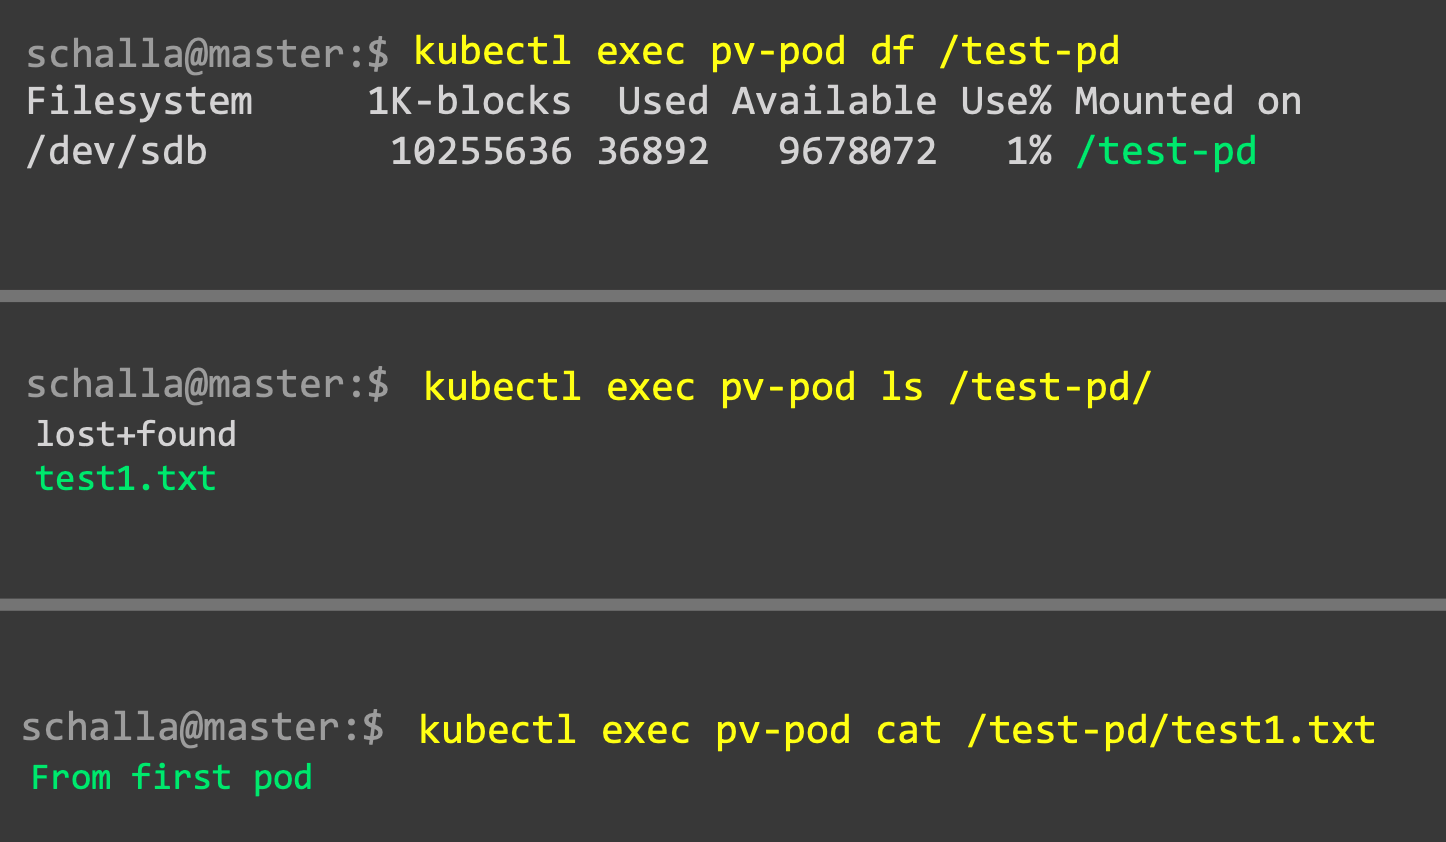 schalla@master:$ kubectl exec pv-pod df /test-pd
Filesystem     1K-blocks  Used Available Use% Mounted on
/dev/sdb        10255636 36892   9678072   1% /test-pd
schalla@master:$ kubectl exec pv-pod ls /test-pd/
lost+found
test1.txt
schalla@master:$ kubectl exec pv-pod cat /test-pd/test1.txt
From first pod